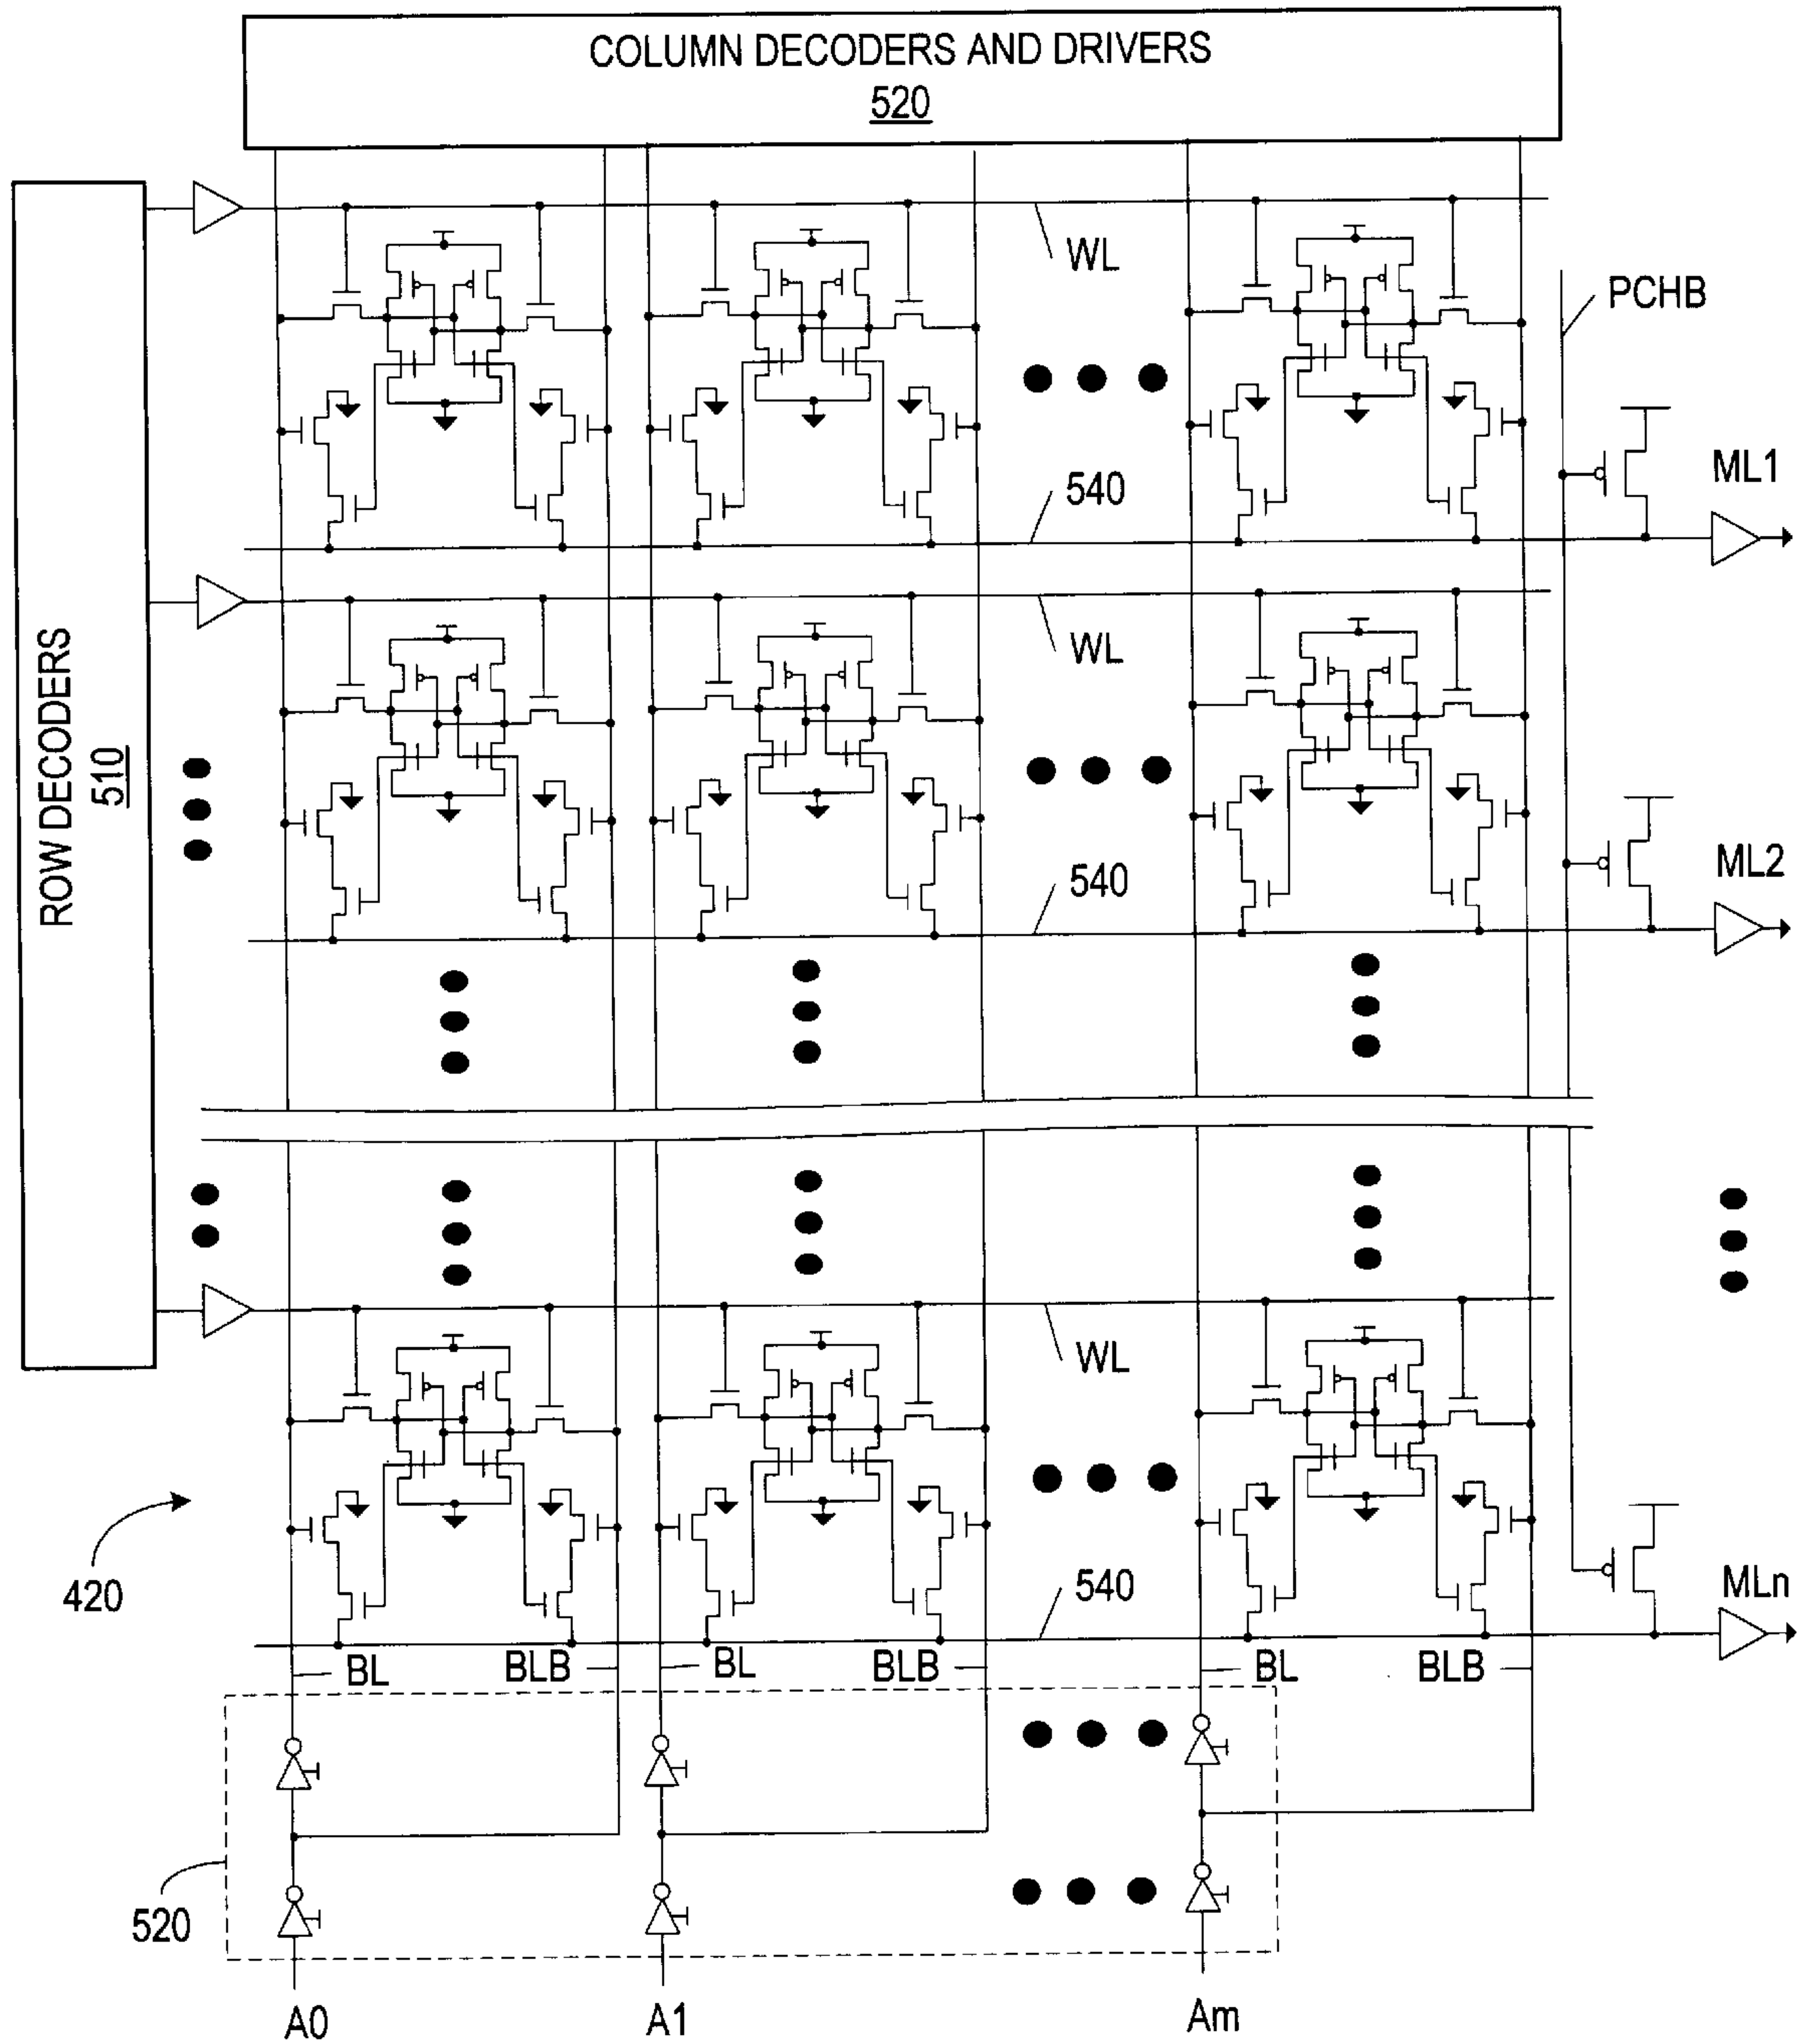 COLUMN DECODERS AND DRIVERS
520
ROW DECODERS
510
WL
PCHB
ML1
540
WL
ML2
540
WL
420
540
MLn
BL
BLB
BL
BLB
BL
BLB
520
A0
A1
Am